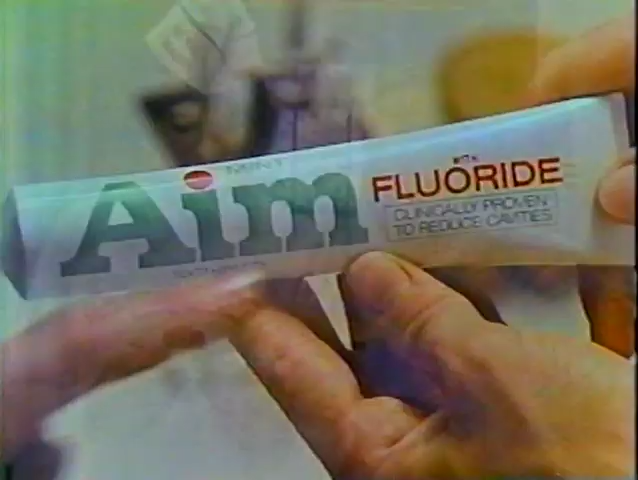 Aim
WITH
FLUORIDE
CLINICALLY PROVEN
TO REDUCE CAVITIES